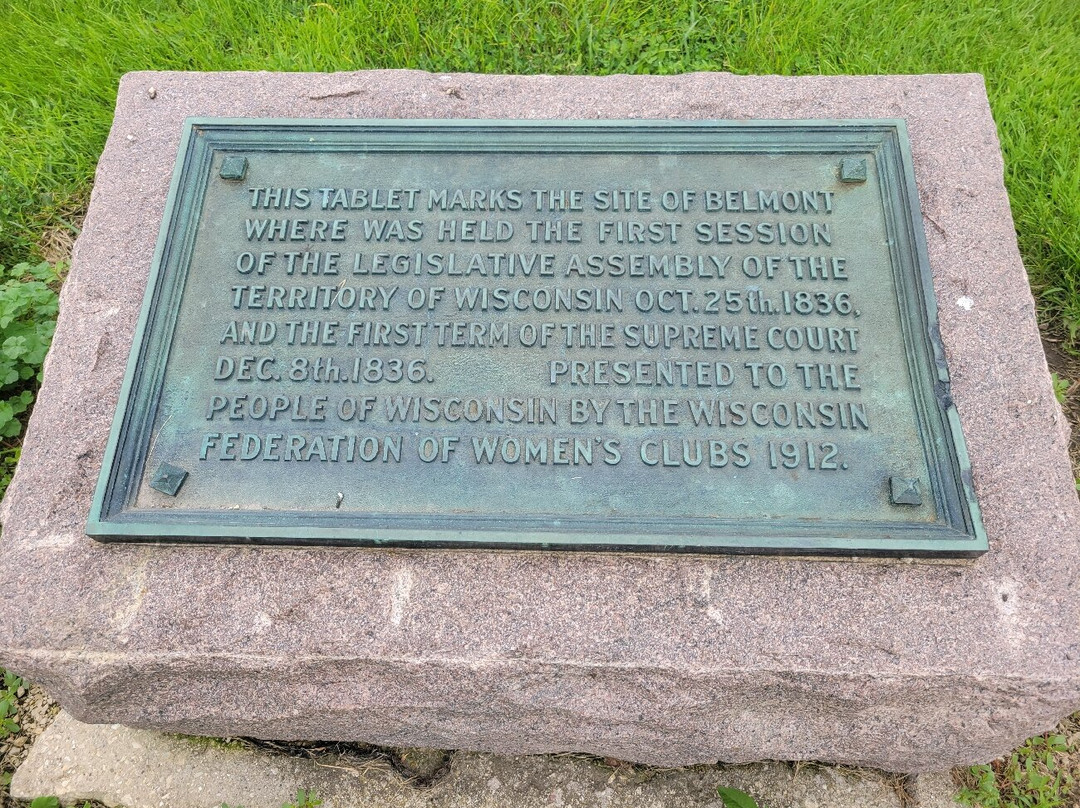 THIS TABLET MARKS THE SITE OF BELMONT
WHERE WAS HELD THE FIRST SESSION
OF THE LEGISLATIVE ASSEMBLY OF THE
TERRITORY OF WISCONSIN OCT. 25th. 1836,
AND THE FIRST TERM OF THE SUPREME COURT
DEC. 8th. 1836. PRESENTED TO THE
PEOPLE OF WISCONSIN BY THE WISCONSIN
FEDERATION OF WOMEN'S CLUBS 1912.